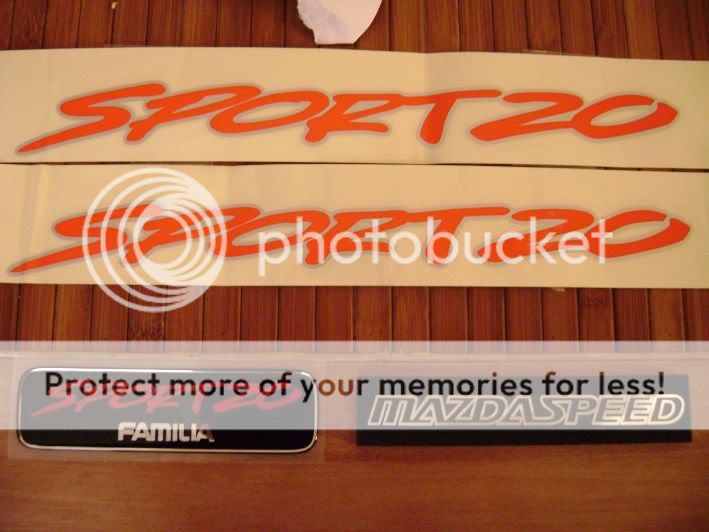 SPORT20
SPORT20
photobucket
Protect more of your memories for less!
SPORT20
FAMILIA
MAZDASPEED